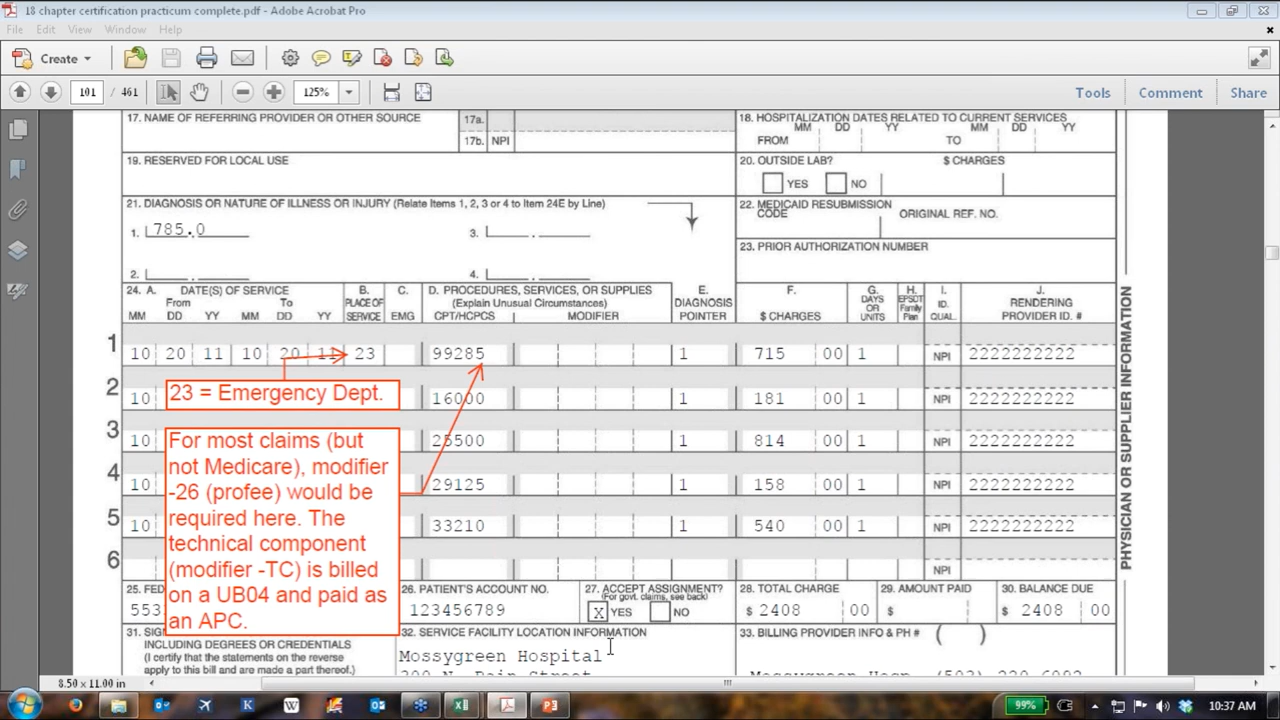 18 chapter certification practicum complete.pdf - Adobe Acrobat Pro
File Edit View Window Help
Create
101 / 461 125% Tools Comment Share
17. NAME OF REFERRING PROVIDER OR OTHER SOURCE
17a.
17b. NPI
18. HOSPITALIZATION DATES RELATED TO CURRENT SERVICES
MM DD YY MM DD YY
FROM TO
19. RESERVED FOR LOCAL USE
20. OUTSIDE LAB? $ CHARGES
YES NO
21. DIAGNOSIS OR NATURE OF ILLNESS OR INJURY (Relate Items 1, 2, 3 or 4 to Item 24E by Line)
1. 785.0 3.
2. 4.
22. MEDICAID RESUBMISSION
CODE ORIGINAL REF. NO.
23. PRIOR AUTHORIZATION NUMBER
24. A. DATE(S) OF SERVICE
From To
MM DD YY MM DD YY
B.
PLACE OF
SERVICE
C.
EMG
D. PROCEDURES, SERVICES, OR SUPPLIES
(Explain Unusual Circumstances)
CPT/HCPCS MODIFIER
E.
DIAGNOSIS
POINTER
F.
$ CHARGES
G.
DAYS
OR
UNITS
H.
EPSDT
Family
Plan
I.
ID.
QUAL.
J.
RENDERING
PROVIDER ID. #
1 10 20 11 10 20 11 23 99285 1 715 00 1 NPI 2222222222
2 10 16000 1 181 00 1 NPI 2222222222
3 10 25500 1 814 00 1 NPI 2222222222
4 10 29125 1 158 00 1 NPI 2222222222
5 10 33210 1 540 00 1 NPI 2222222222
6 NPI
23 = Emergency Dept.
For most claims (but
not Medicare), modifier
-26 (profee) would be
required here. The
technical component
(modifier -TC) is billed
on a UB04 and paid as
an APC.
PHYSICIAN OR SUPPLIER INFORMATION
25. FED
553
26. PATIENT'S ACCOUNT NO.
123456789
27. ACCEPT ASSIGNMENT?
(For govt. claims, see back)
X YES NO
28. TOTAL CHARGE
$ 2408 00
29. AMOUNT PAID
$
30. BALANCE DUE
$ 2408 00
31. SIG
INCLUDING DEGREES OR CREDENTIALS
(I certify that the statements on the reverse
apply to this bill and are made a part thereof.)
32. SERVICE FACILITY LOCATION INFORMATION
Mossygreen Hospital
33. BILLING PROVIDER INFO & PH # ( )
8.50 x 11.00 in
99% 10:37 AM